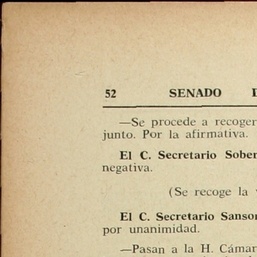 52 SENADO
—Se procede a recoger
junto. Por la afirmativa.
El C. Secretario Sober
negativa.
(Se recoge la
El C. Secretario Sanso
por unanimidad.
—Pasan a la H. Cámar